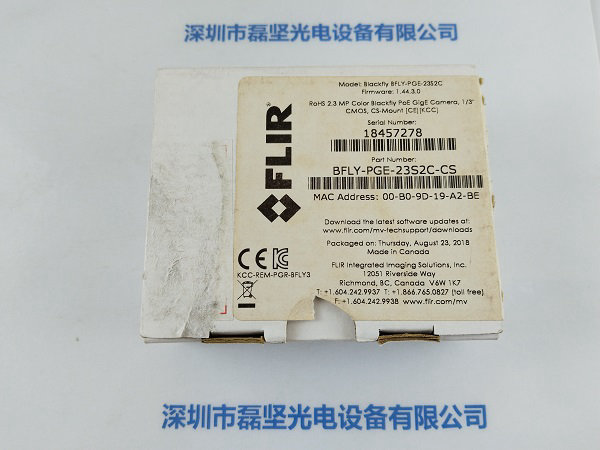 深圳市磊坚光电设备有限公司
Model: Blackfly BFLY-PGE-23S2C
Firmware: 1.44.3.0
RoHS 2.3 MP Color Blackfly PoE GigE Camera, 1/3"
CMOS, CS-Mount (CE)(KCC)
Serial Number:
18457278
Part Number:
BFLY-PGE-23S2C-CS
MAC Address: 00-B0-9D-19-A2-BE
Download the latest software updates at:
www.flir.com/mv-techsupport/downloads
Packaged on: Thursday, August 23, 2018
FLIR Integrated Imaging Solutions, Inc.
12051 Riverside Way
Richmond, BC, Canada V6W 1K7
T: +1.604.242.9937 T: +1.866.765.0827 (toll free)
F: +1.604.242.9938 www.flir.com/mv
FLIR®
CE
KCC-REM-PGR-BFLY3
深圳市磊坚光电设备有限公司